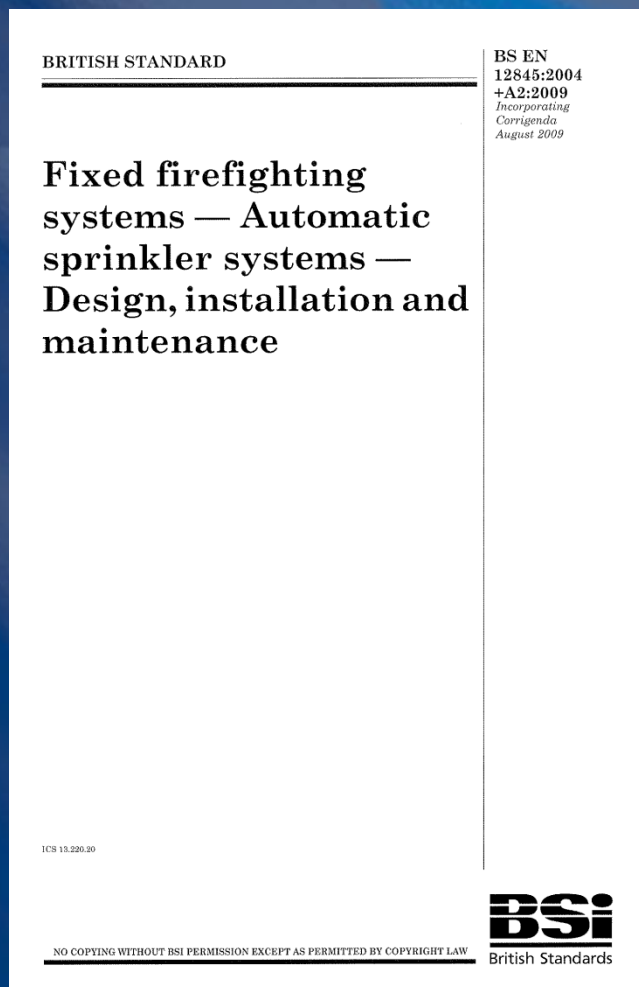 BRITISH STANDARD
BS EN
12845:2004
+A2:2009
Incorporating
Corrigenda
August 2009
Fixed firefighting
systems — Automatic
sprinkler systems —
Design, installation and
maintenance
ICS 13.220.20
NO COPYING WITHOUT BSI PERMISSION EXCEPT AS PERMITTED BY COPYRIGHT LAW
BSi
British Standards